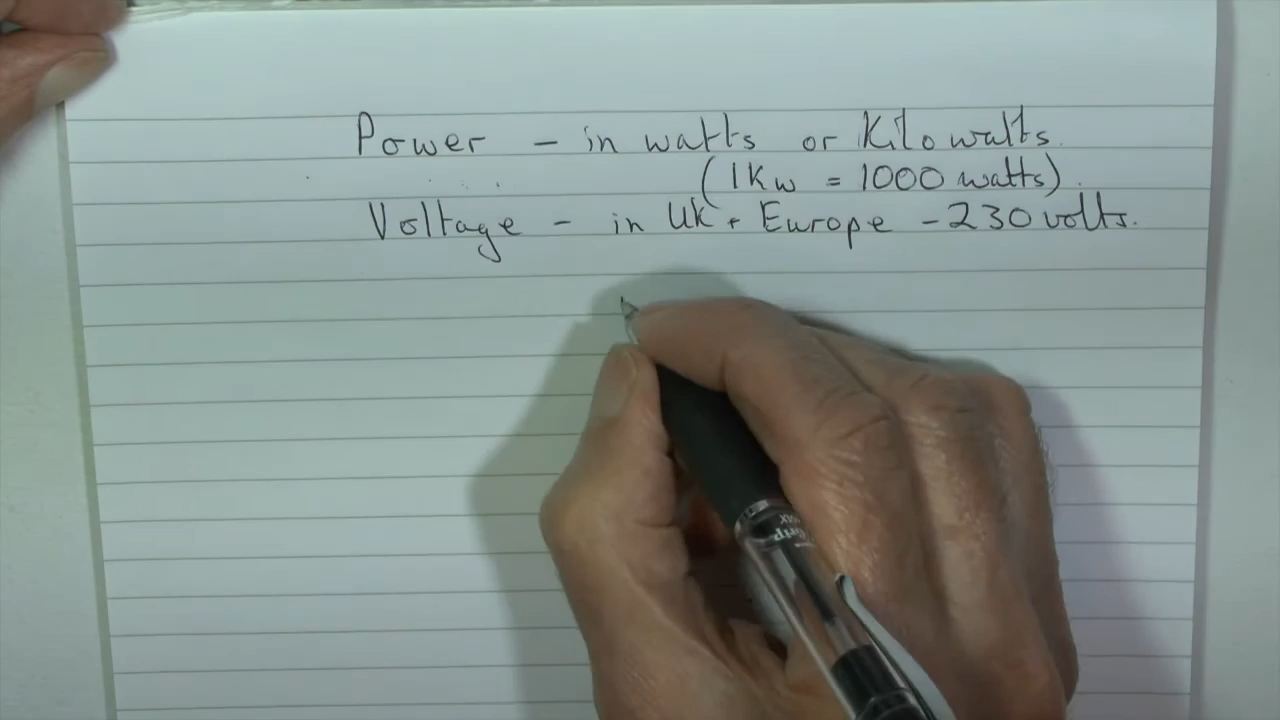 Power - in watts or Kilowatts.
(1Kw = 1000 watts).
Voltage - in UK + Europe - 230 volts.